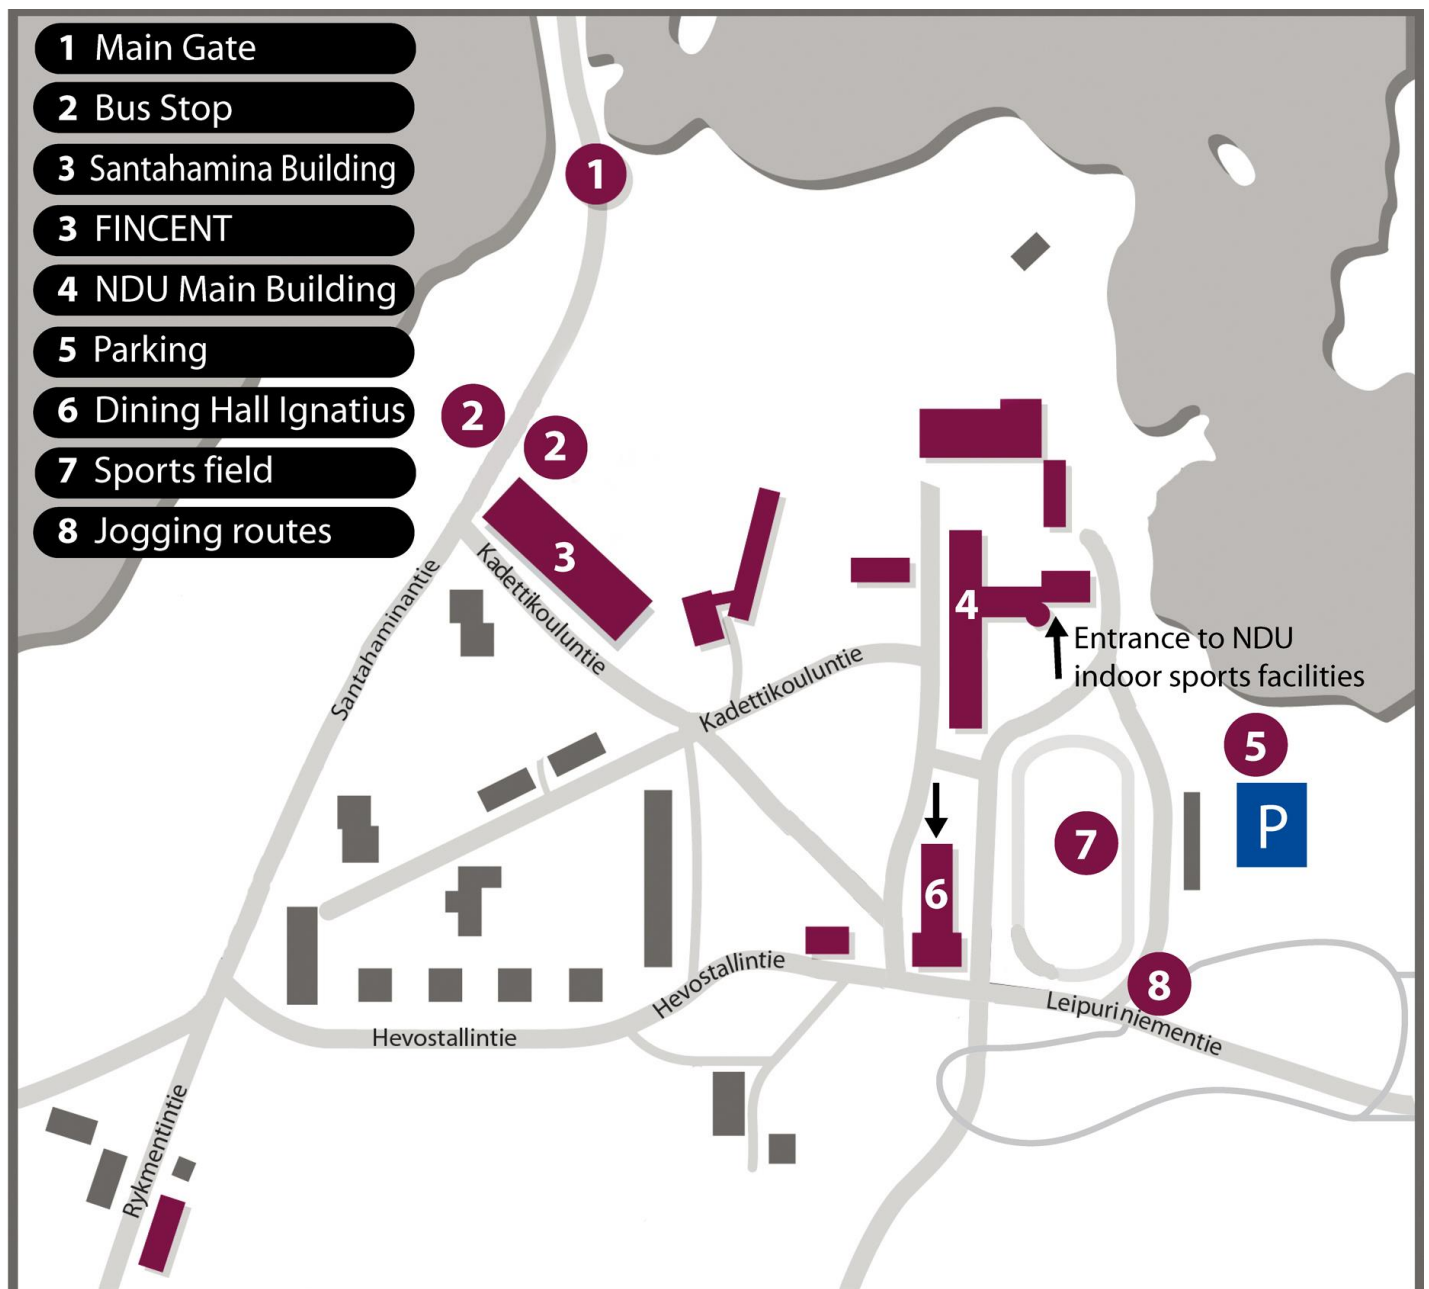 1 Main Gate
2 Bus Stop
3 Santahamina Building
3 FINCENT
4 NDU Main Building
5 Parking
6 Dining Hall Ignatius
7 Sports field
8 Jogging routes
1
2
2
3
Kadettikouluntie
Santahaminantie
4
Entrance to NDU
indoor sports facilities
Kadettikouluntie
5
P
7
6
8
Hevostallintie
Leipuriniementie
Hevostallintie
Rykmentintie